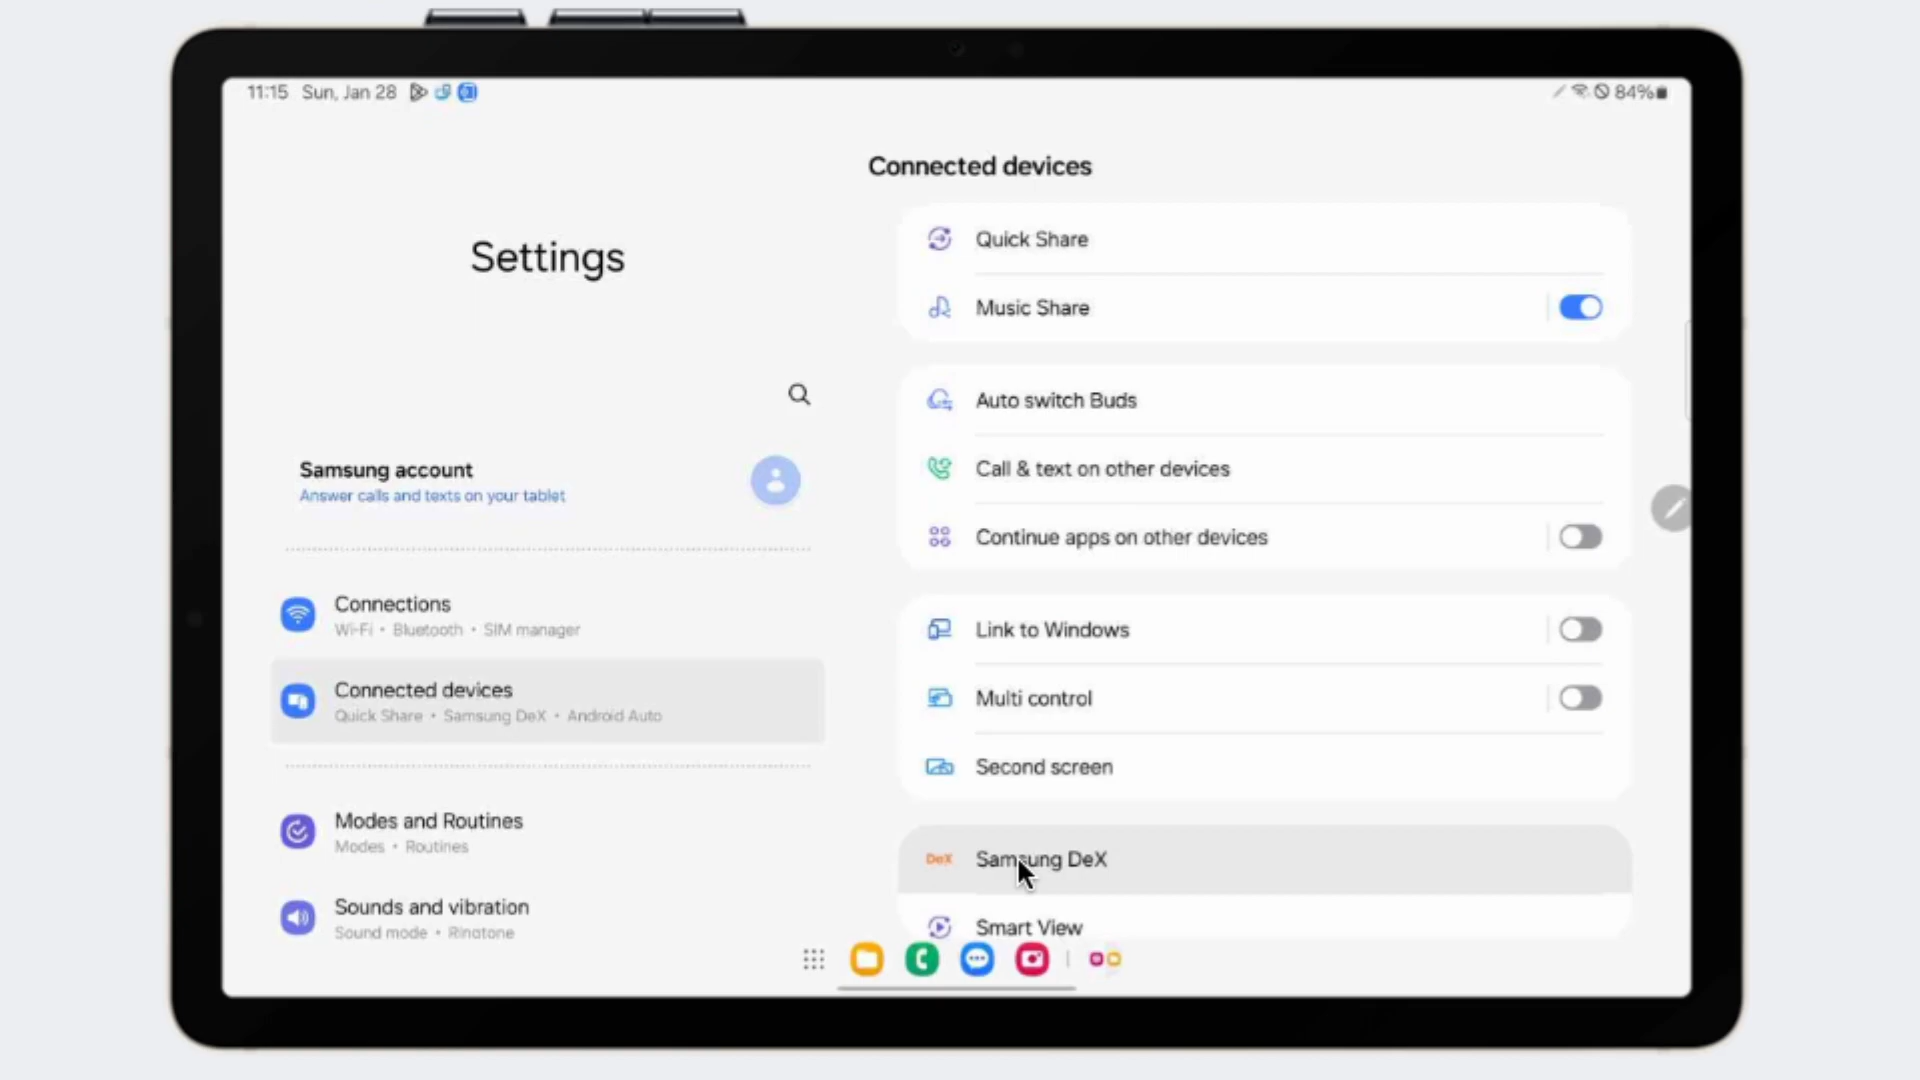 11:15 Sun, Jan 28
84%
Connected devices
Settings
Samsung account
Answer calls and texts on your tablet
Connections
Wi-Fi • Bluetooth • SIM manager
Connected devices
Quick Share • Samsung DeX • Android Auto
Modes and Routines
Modes • Routines
Sounds and vibration
Sound mode • Ringtone
Quick Share
Music Share
Auto switch Buds
Call & text on other devices
Continue apps on other devices
Link to Windows
Multi control
Second screen
DeX Samsung DeX
Smart View